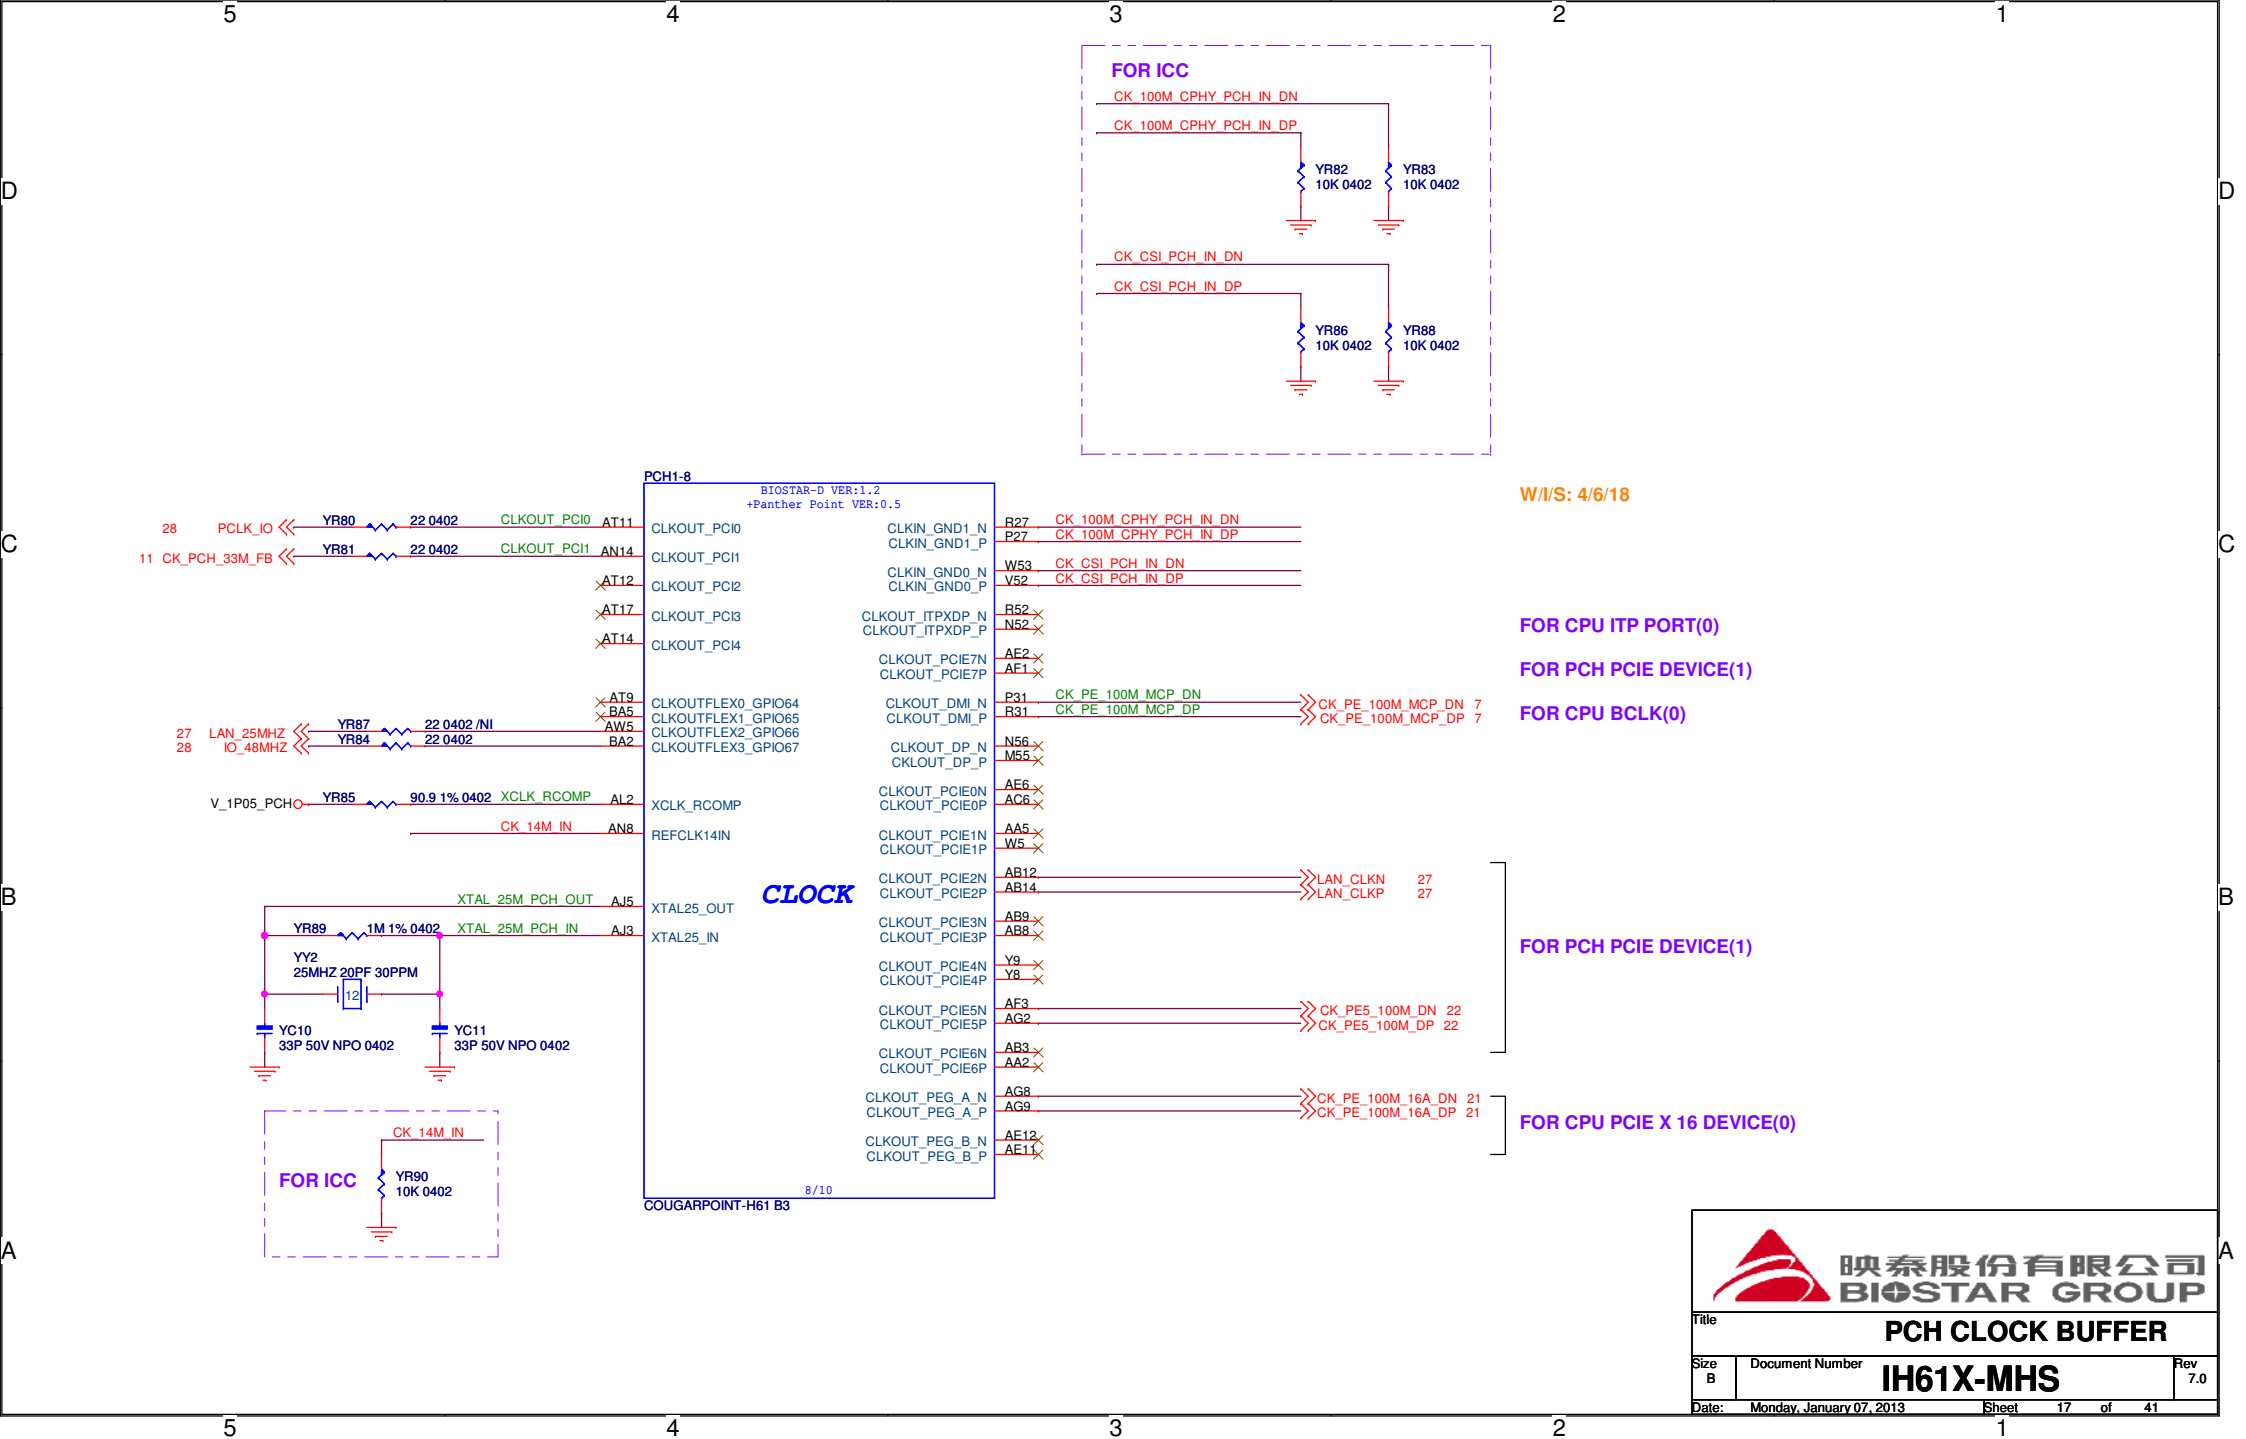 5 4 3 2 1
FOR ICC
CK_100M_CPHY_PCH_IN_DN
CK_100M_CPHY_PCH_IN_DP
YR82
10K 0402
YR83
10K 0402
D D
CK_CSI_PCH_IN_DN
CK_CSI_PCH_IN_DP
YR86
10K 0402
YR88
10K 0402
PCH1-8
BIOSTAR-D VER:1.2
+Panther Point VER:0.5
W/I/S: 4/6/18
C C
28 PCLK_IO YR80 22 0402 CLKOUT_PCI0 AT11 CLKOUT_PCI0
11 CK_PCH_33M_FB YR81 22 0402 CLKOUT_PCI1 AN14 CLKOUT_PCI1
AT12 CLKOUT_PCI2
AT17 CLKOUT_PCI3
AT14 CLKOUT_PCI4
AT9 CLKOUTFLEX0_GPIO64
BA5 CLKOUTFLEX1_GPIO65
27 LAN_25MHZ YR87 22 0402 /NI AW5 CLKOUTFLEX2_GPIO66
28 IO_48MHZ YR84 22 0402 BA2 CLKOUTFLEX3_GPIO67
V_1P05_PCH YR85 90.9 1% 0402 XCLK_RCOMP AL2 XCLK_RCOMP
CK_14M_IN AN8 REFCLK14IN
B B
XTAL_25M_PCH_OUT AJ5 XTAL25_OUT
YR89 1M 1% 0402 XTAL_25M_PCH_IN AJ3 XTAL25_IN
YY2
25MHZ 20PF 30PPM
12
YC10
33P 50V NPO 0402
YC11
33P 50V NPO 0402
CLOCK
CLKIN_GND1_N R27 CK_100M_CPHY_PCH_IN_DN
CLKIN_GND1_P P27 CK_100M_CPHY_PCH_IN_DP
CLKIN_GND0_N W53 CK_CSI_PCH_IN_DN
CLKIN_GND0_P V52 CK_CSI_PCH_IN_DP
CLKOUT_ITPXDP_N R52
CLKOUT_ITPXDP_P N52
FOR CPU ITP PORT(0)
CLKOUT_PCIE7N AE2
CLKOUT_PCIE7P AF1
FOR PCH PCIE DEVICE(1)
CLKOUT_DMI_N P31 CK_PE_100M_MCP_DN CK_PE_100M_MCP_DN 7
CLKOUT_DMI_P R31 CK_PE_100M_MCP_DP CK_PE_100M_MCP_DP 7
FOR CPU BCLK(0)
CLKOUT_DP_N N56
CKLOUT_DP_P M55
CLKOUT_PCIE0N AE6
CLKOUT_PCIE0P AC6
CLKOUT_PCIE1N AA5
CLKOUT_PCIE1P W5
CLKOUT_PCIE2N AB12 LAN_CLKN 27
CLKOUT_PCIE2P AB14 LAN_CLKP 27
CLKOUT_PCIE3N AB9
CLKOUT_PCIE3P AB8
FOR PCH PCIE DEVICE(1)
CLKOUT_PCIE4N Y9
CLKOUT_PCIE4P Y8
CLKOUT_PCIE5N AF3 CK_PE5_100M_DN 22
CLKOUT_PCIE5P AG2 CK_PE5_100M_DP 22
CLKOUT_PCIE6N AB3
CLKOUT_PCIE6P AA2
CLKOUT_PEG_A_N AG8 CK_PE_100M_16A_DN 21
CLKOUT_PEG_A_P AG9 CK_PE_100M_16A_DP 21
FOR CPU PCIE X 16 DEVICE(0)
CLKOUT_PEG_B_N AE12
CLKOUT_PEG_B_P AE11
8/10
COUGARPOINT-H61 B3
CK_14M_IN
FOR ICC
YR90
10K 0402
A A
映泰股份有限公司
BIOSTAR GROUP
Title
PCH CLOCK BUFFER
Size
B
Document Number
IH61X-MHS
Rev
7.0
Date: Monday, January 07, 2013 Sheet 17 of 41
5 4 3 2 1